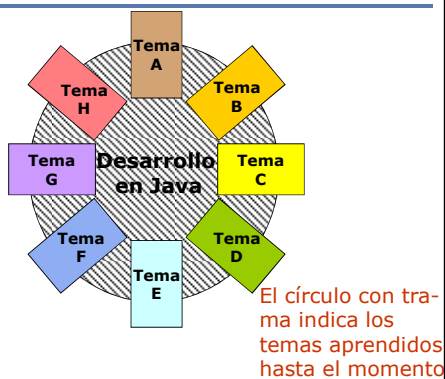 Tema
A
Tema
B
Tema
H
Desarrollo
en Java
Tema
C
Tema
G
Tema
D
Tema
F
Tema
E
El círculo con tra-
ma indica los
temas aprendidos
hasta el momento